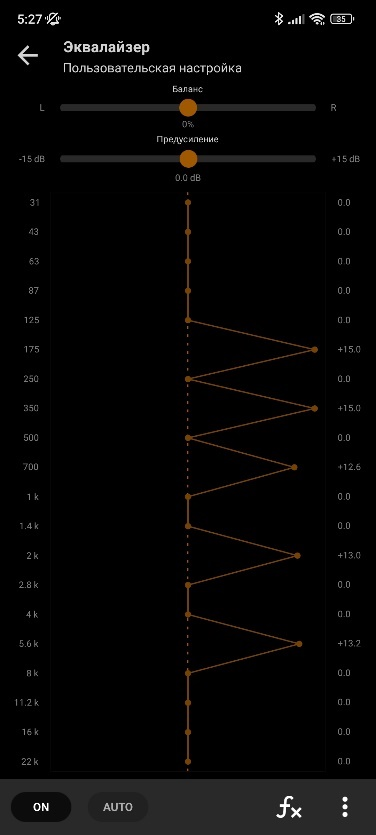 5:27 35
Эквалайзер
Пользовательская настройка
Баланс
L R
0%
Предусиление
-15 dB +15 dB
0.0 dB
31 0.0
43 0.0
63 0.0
87 0.0
125 0.0
175 +15.0
250 0.0
350 +15.0
500 0.0
700 +12.6
1 k 0.0
1.4 k 0.0
2 k +13.0
2.8 k 0.0
4 k 0.0
5.6 k +13.2
8 k 0.0
11.2 k 0.0
16 k 0.0
22 k 0.0
ON AUTO fx